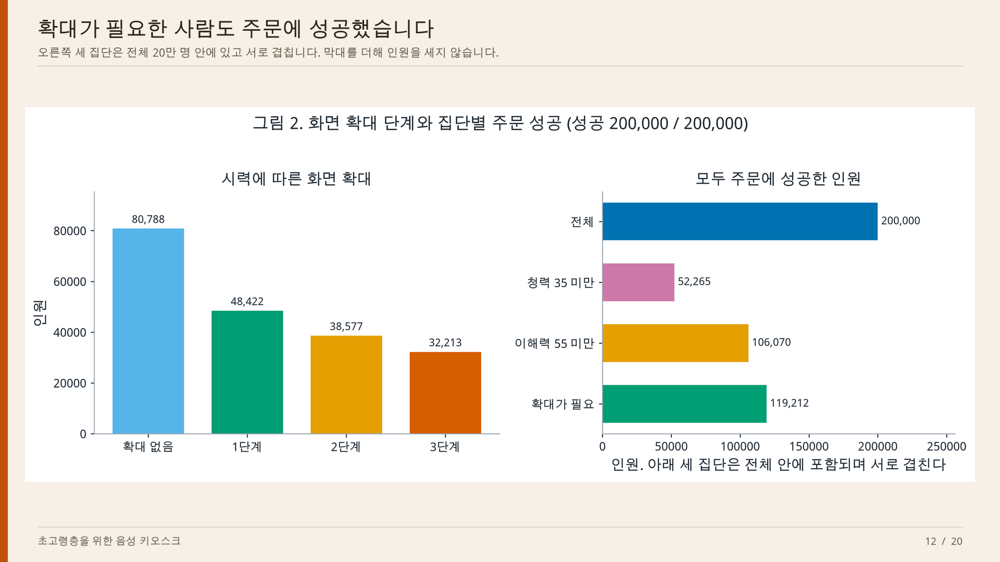 확대가 필요한 사람도 주문에 성공했습니다
오른쪽 세 집단은 전체 20만 명 안에 있고 서로 겹칩니다. 막대를 더해 인원을 세지 않습니다.
그림 2. 화면 확대 단계와 집단별 주문 성공 (성공 200,000 / 200,000)
시력에 따른 화면 확대
인원
80000
60000
40000
20000
0
80,788
48,422
38,577
32,213
확대 없음
1단계
2단계
3단계
모두 주문에 성공한 인원
전체
200,000
청력 35 미만
52,265
이해력 55 미만
106,070
확대가 필요
119,212
0
50000
100000
150000
200000
250000
인원. 아래 세 집단은 전체 안에 포함되며 서로 겹친다
초고령층을 위한 음성 키오스크
12 / 20